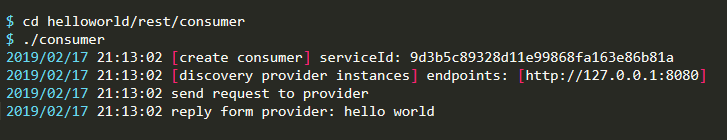 $ cd helloworld/rest/consumer
$ ./consumer
2019/02/17 21:13:02 [create consumer] serviceId: 9d3b5c89328d11e99868fa163e86b81a
2019/02/17 21:13:02 [discovery provider instances] endpoints: [http://127.0.0.1:8080]
2019/02/17 21:13:02 send request to provider
2019/02/17 21:13:02 reply form provider: hello world